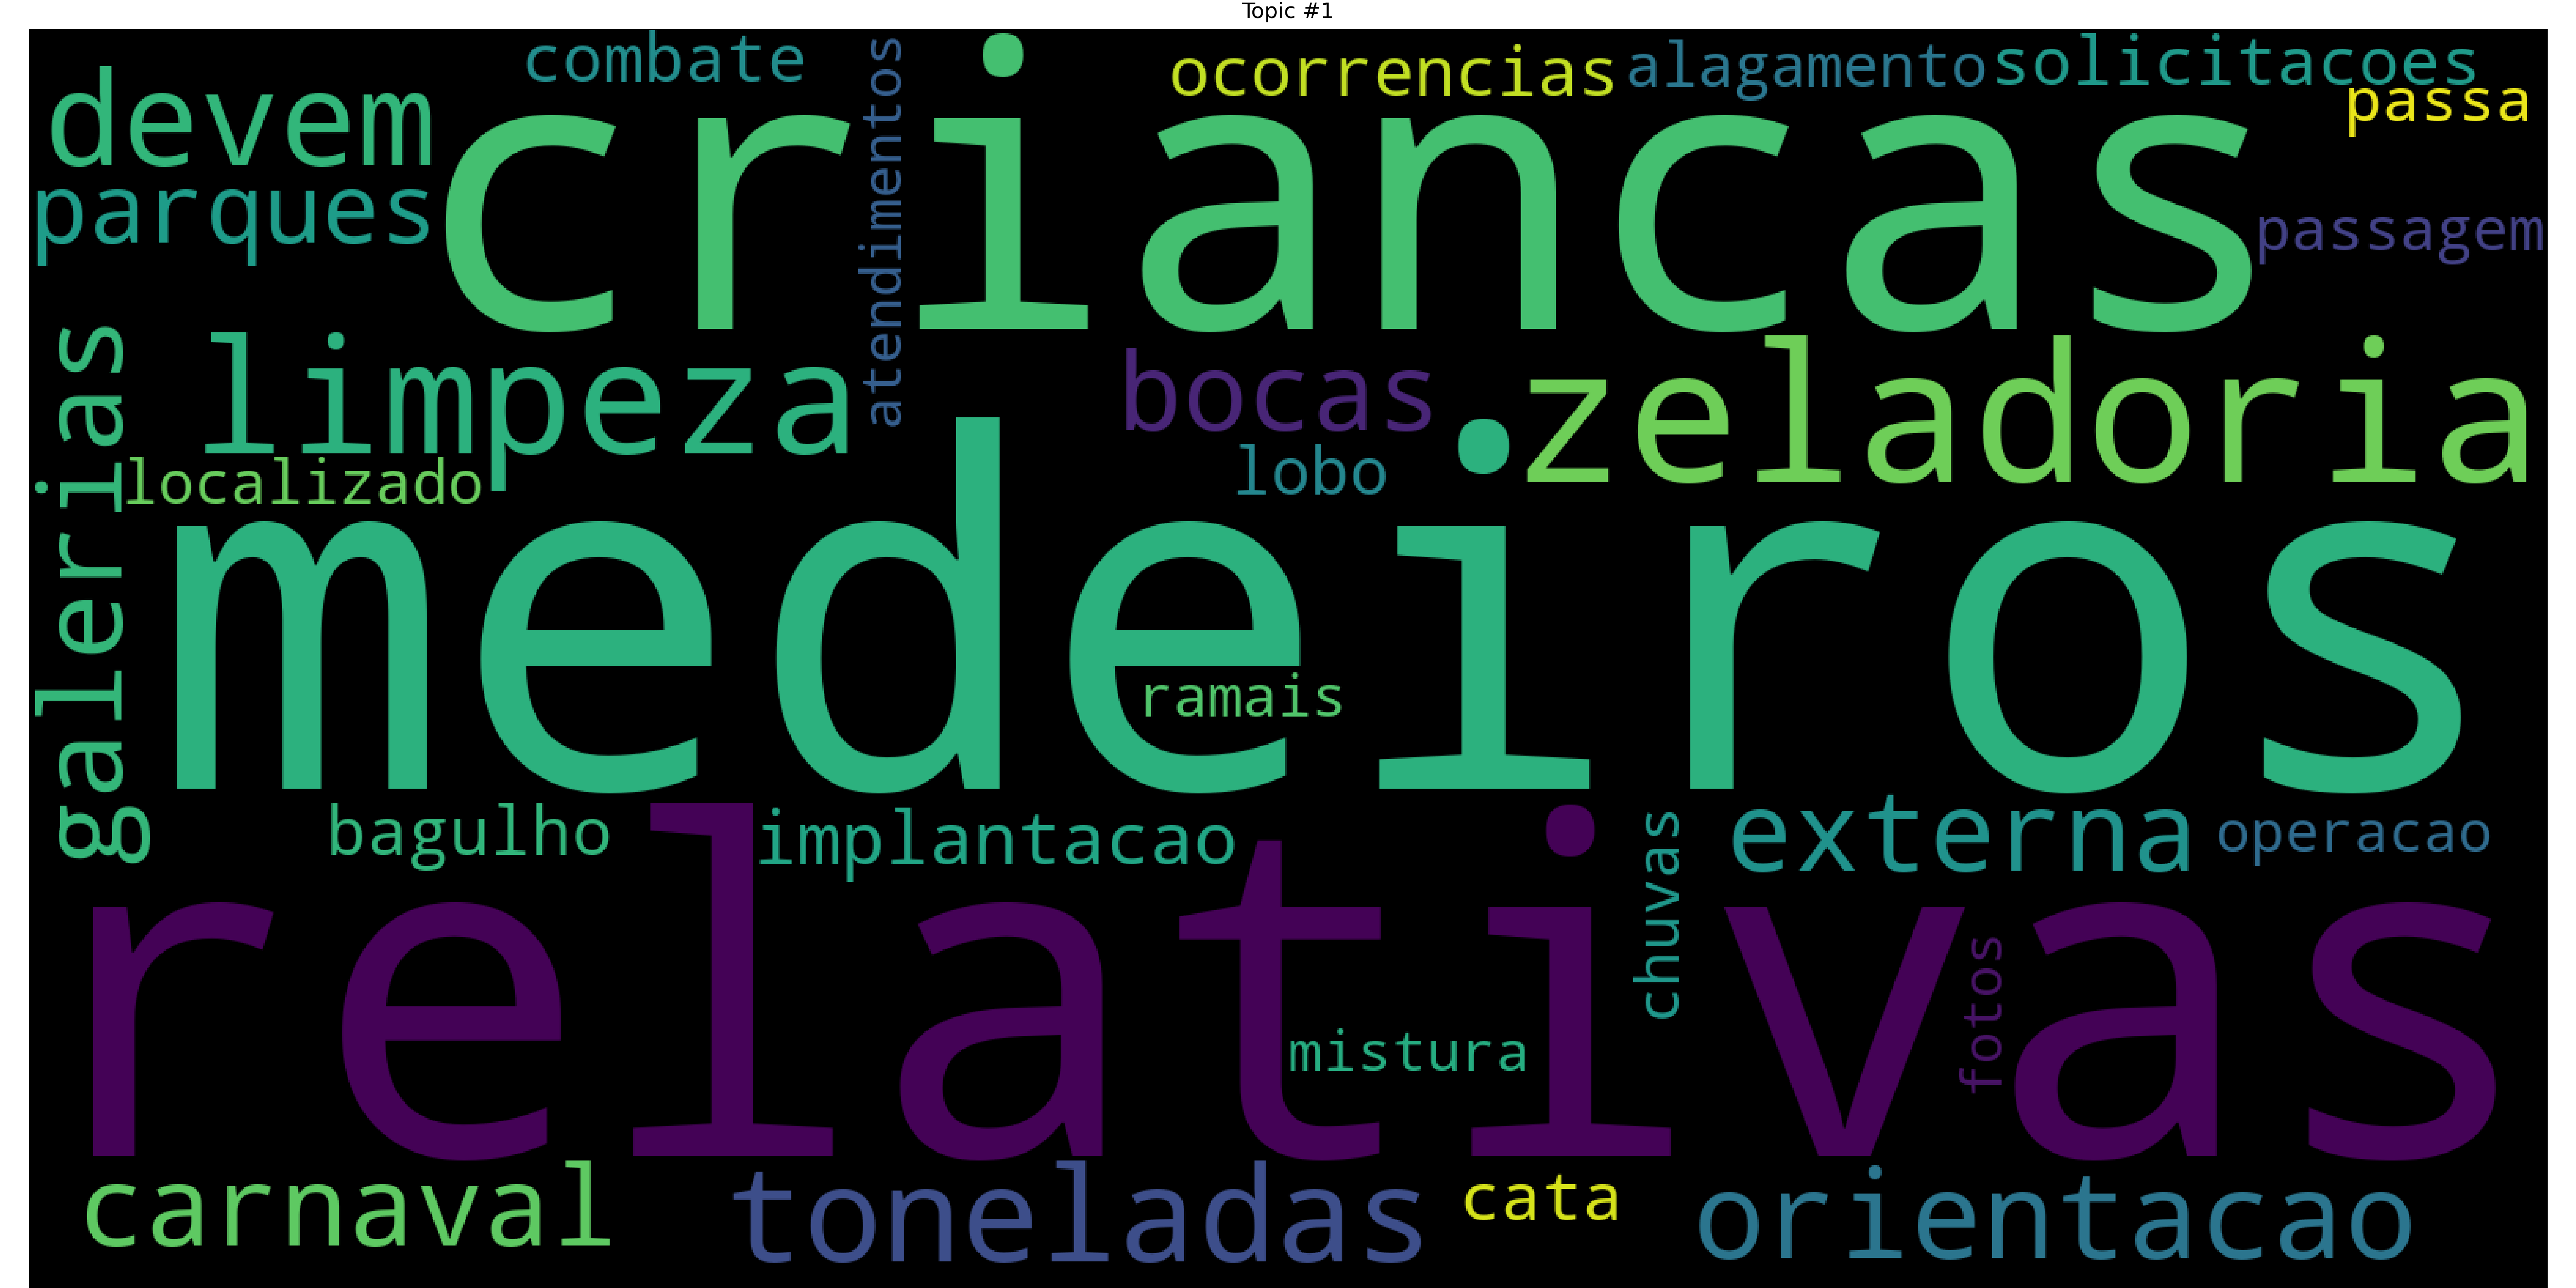 Topic #1
combate
ocorrencias
alagamento
solicitacoes
passa
devem
criancas
atendimentos
parques
passagem
limpeza
bocas
zeladoria
galerias
localizado
lobo
medeiros
ramais
bagulho
implantacao
externa
operacao
chuvas
relativas
fotos
mistura
carnaval
toneladas
cata
orientacao